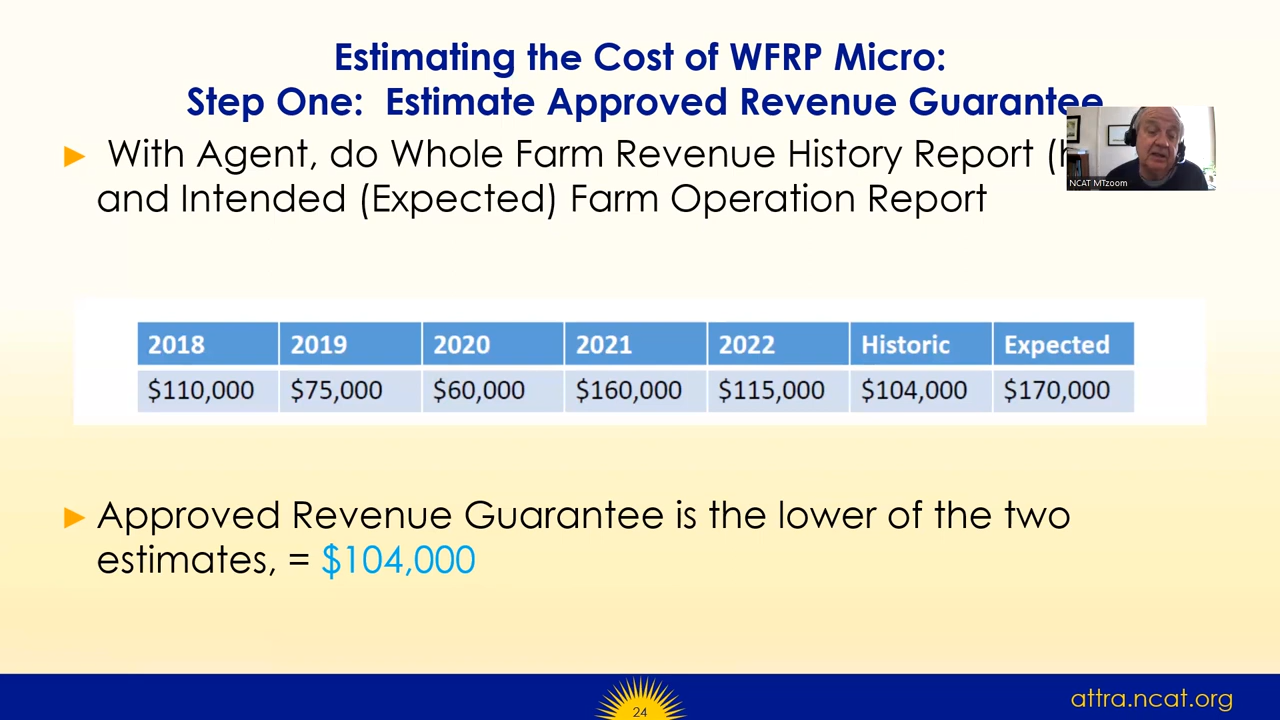 Estimating the Cost of WFRP Micro:
Step One: Estimate Approved Revenue Guarantee
► With Agent, do Whole Farm Revenue History Report
and Intended (Expected) Farm Operation Report
NCAT MTzoom
2018 2019 2020 2021 2022 Historic Expected
$110,000 $75,000 $60,000 $160,000 $115,000 $104,000 $170,000
► Approved Revenue Guarantee is the lower of the two
estimates, = $104,000
24
attra.ncat.org